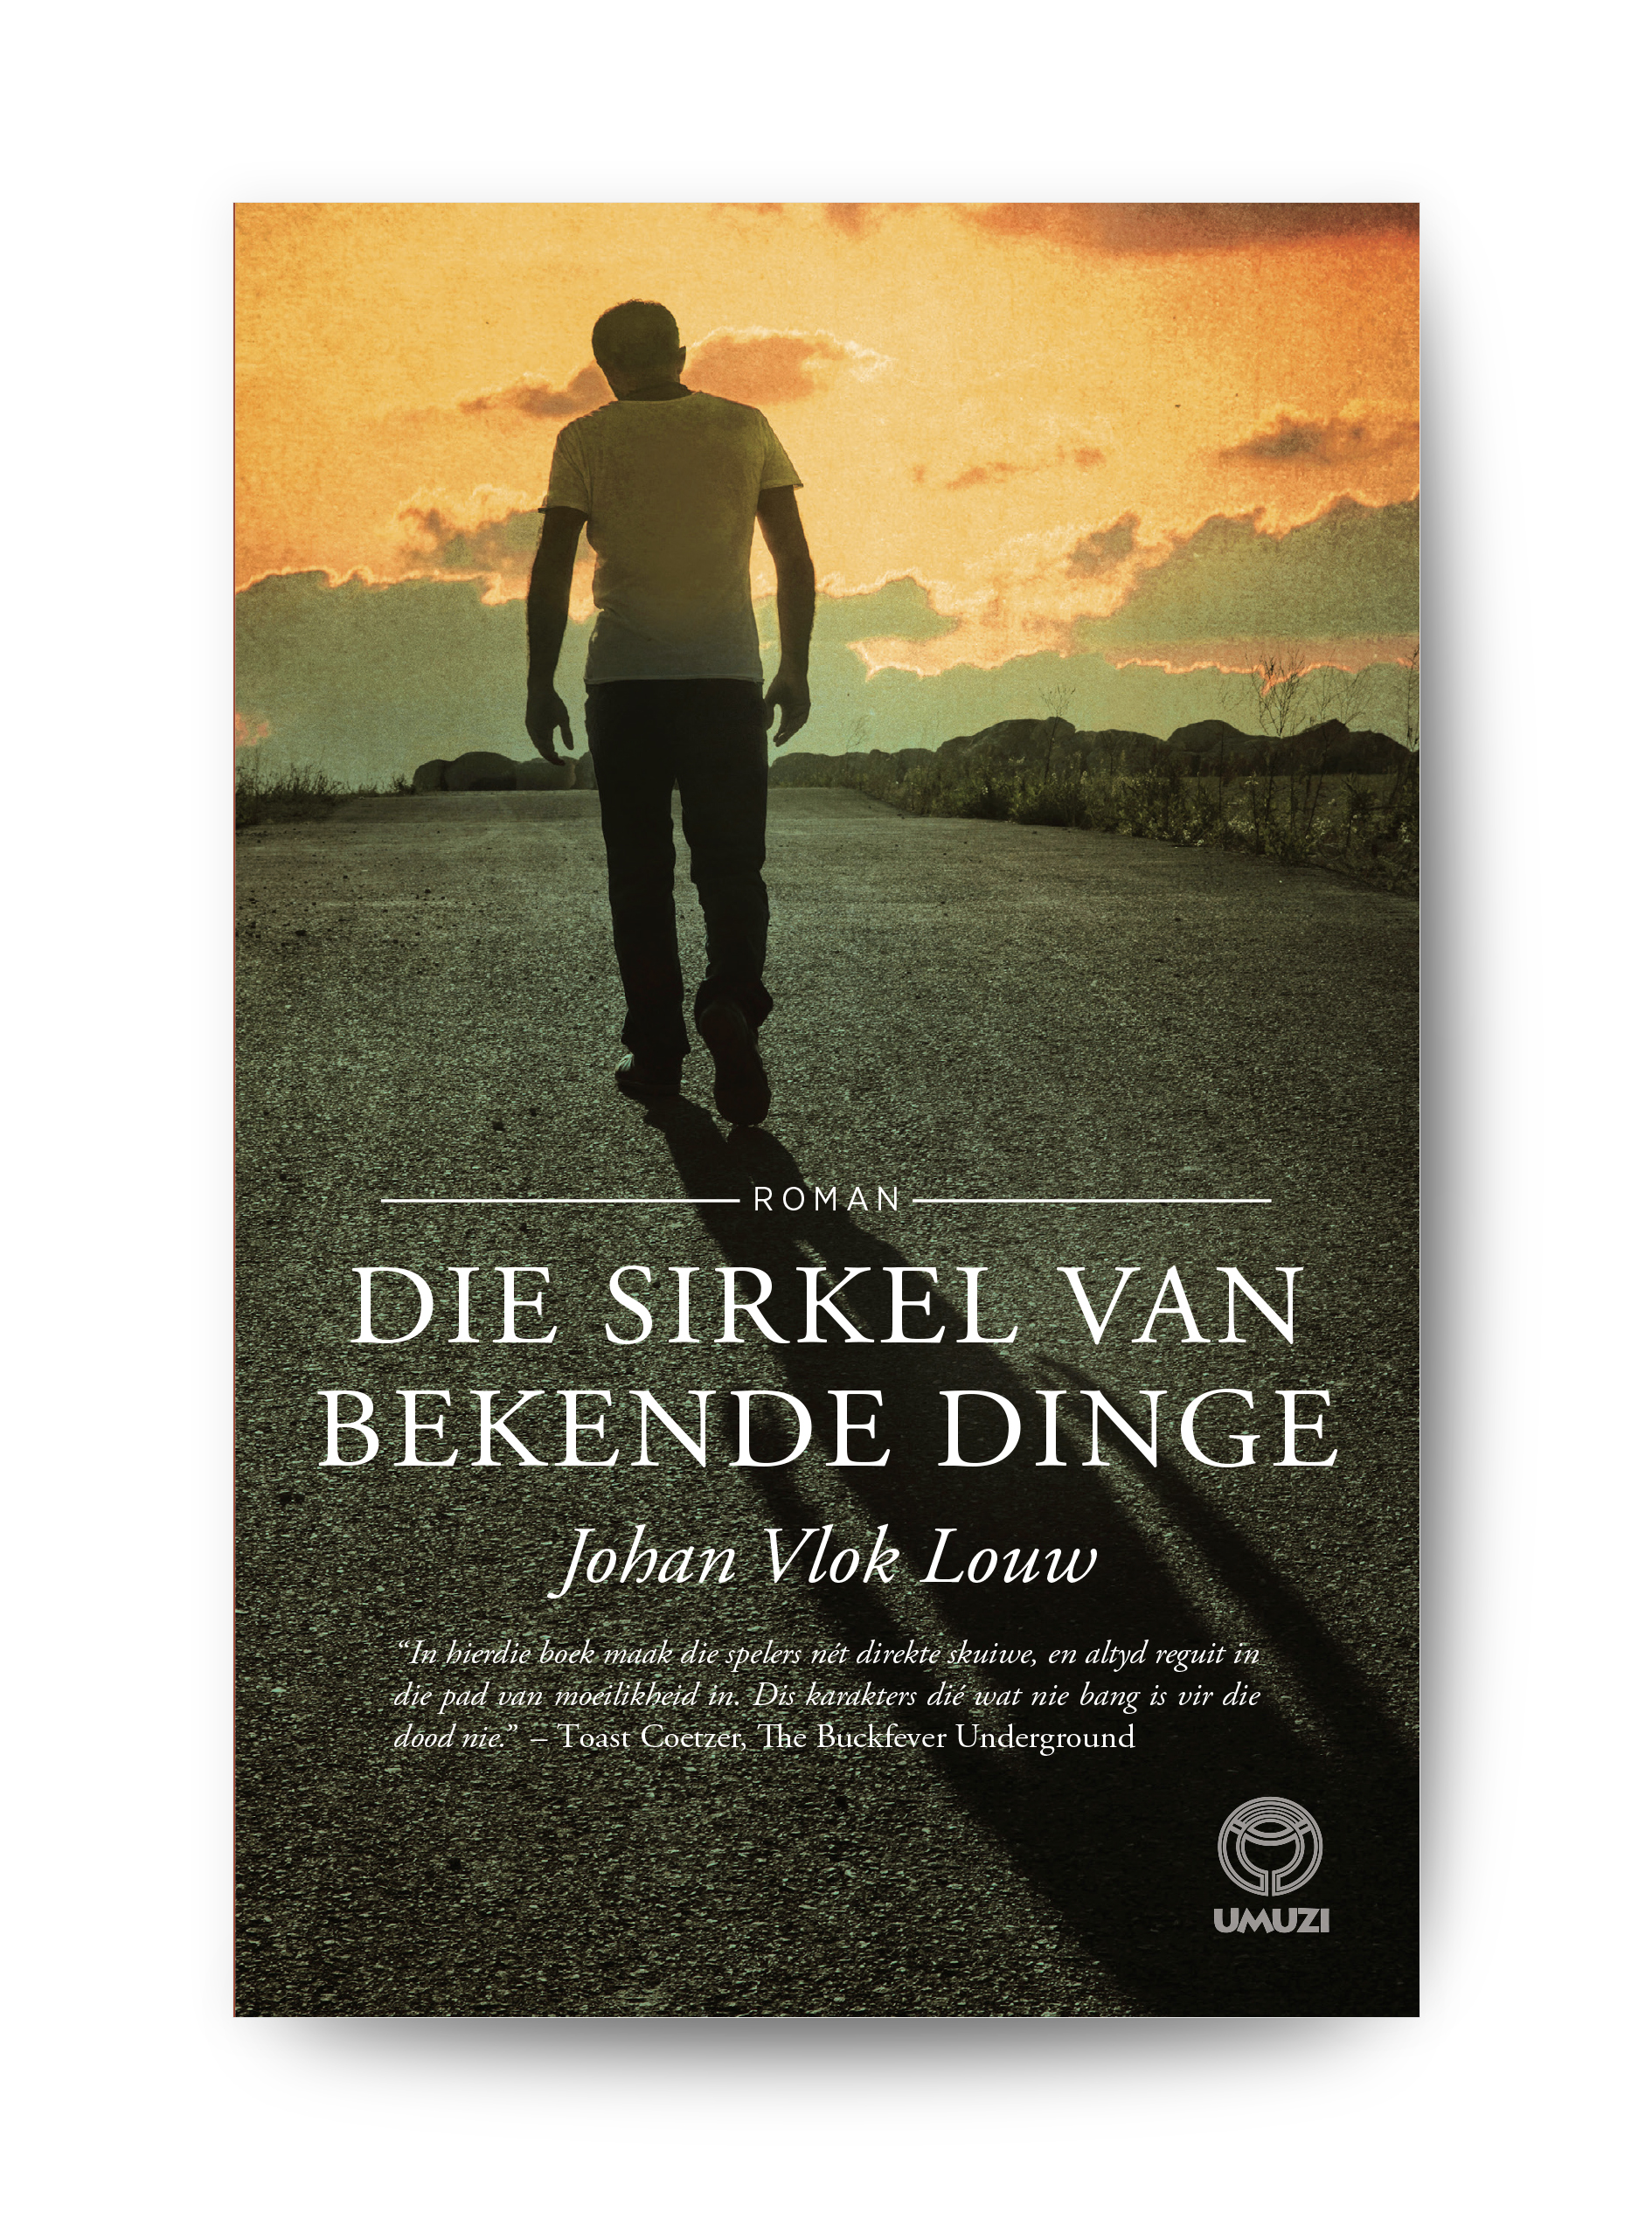 ROMAN
DIE SIRKEL VAN
BEKENDE DINGE
Johan Vlok Louw
“In hierdie boek maak die spelers nét direkte skuiwe, en altyd reguit in
die pad van moeilikheid in. Dis karakters dié wat nie bang is vir die
dood nie.” – Toast Coetzer, The Buckfever Underground
UMUZI